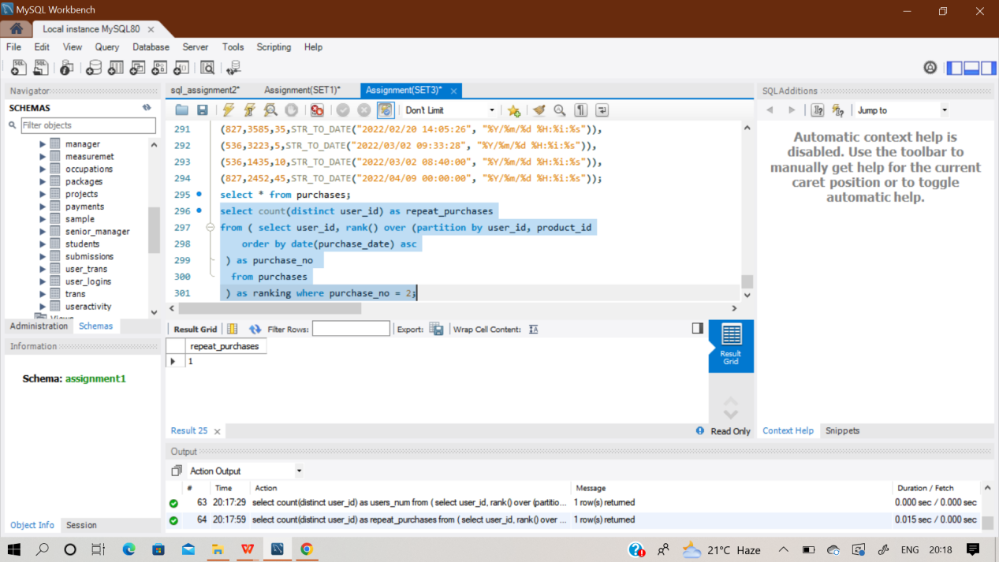 MySQL Workbench
Local instance MySQL80
File Edit View Query Database Server Tools Scripting Help
Navigator
SCHEMAS
Filter objects
manager
measuremet
occupations
packages
projects
payments
sample
senior_manager
students
submissions
user_trans
user_logins
trans
useractivity
Views
Administration Schemas
Information
Schema: assignment1
Object Info Session
sql_assignment2* Assignment(SET1)* Assignment(SET3)*
Don't Limit
291 (827,3585,35,STR_TO_DATE("2022/02/20 14:05:26", "%Y/%m/%d %H:%i:%s")),
292 (536,3223,5,STR_TO_DATE("2022/03/02 09:33:28", "%Y/%m/%d %H:%i:%s")),
293 (536,1435,10,STR_TO_DATE("2022/03/02 08:40:00", "%Y/%m/%d %H:%i:%s")),
294 (827,2452,45,STR_TO_DATE("2022/04/09 00:00:00", "%Y/%m/%d %H:%i:%s"));
295 select * from purchases;
296 select count(distinct user_id) as repeat_purchases
297 from ( select user_id, rank() over (partition by user_id, product_id
298 order by date(purchase_date) asc
299 ) as purchase_no
300 from purchases
301 ) as ranking where purchase_no = 2;
Result Grid Filter Rows: Export: Wrap Cell Content:
repeat_purchases
1
Result Grid
Result 25
Read Only
SQLAdditions
Jump to
Automatic context help is
disabled. Use the toolbar to
manually get help for the current
caret position or to toggle
automatic help.
Context Help Snippets
Output
Action Output
# Time Action Message Duration / Fetch
63 20:17:29 select count(distinct user_id) as users_num from ( select user_id, rank() over (partitio... 1 row(s) returned 0.000 sec / 0.000 sec
64 20:17:59 select count(distinct user_id) as repeat_purchases from ( select user_id, rank() over ... 1 row(s) returned 0.015 sec / 0.000 sec
21°C Haze ENG 20:18